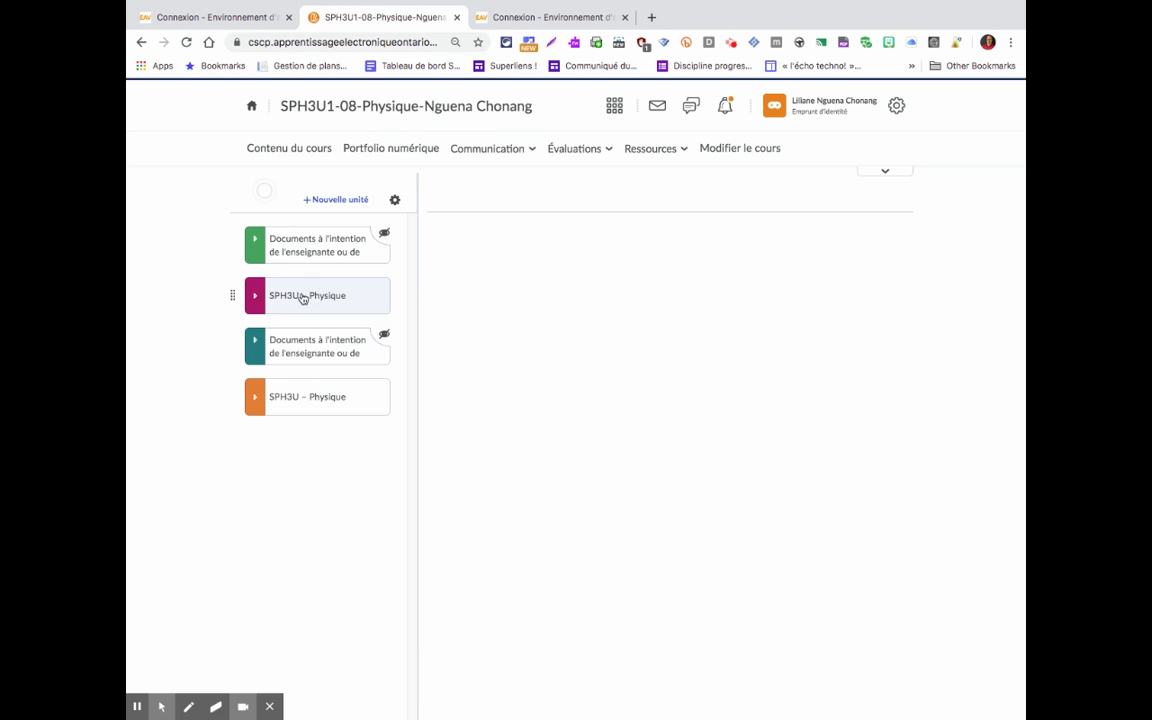 Connexion - Environnement d'
SPH3U1-08-Physique-Nguena
Connexion - Environnement d'
cscp.apprentissageelectroniqueontario...
Apps
Bookmarks
Gestion de plans...
Tableau de bord S...
Superliens !
Communiqué du...
Discipline progres...
« l'écho techno! »...
»
Other Bookmarks
SPH3U1-08-Physique-Nguena Chonang
Liliane Nguena Chonang
Emprunt d'identité
Contenu du cours
Portfolio numérique
Communication
Évaluations
Ressources
Modifier le cours
+ Nouvelle unité
Documents à l'intention
de l'enseignante ou de
SPH3U – Physique
Documents à l'intention
de l'enseignante ou de
SPH3U – Physique